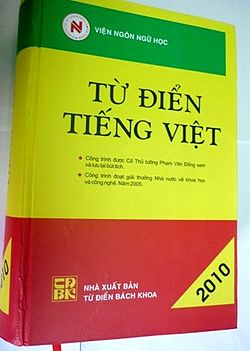 VIỆN NGÔN NGỮ HỌC
TỪ ĐIỂN
TIẾNG VIỆT
Công trình được Cố Thủ tướng Phạm Văn Đồng xem
và lưu lại bút tích.
Công trình đoạt giải thưởng Nhà nước về khoa học
và công nghệ. Năm 2005.
2010
NHÀ XUẤT BẢN
TỪ ĐIỂN BÁCH KHOA
2010